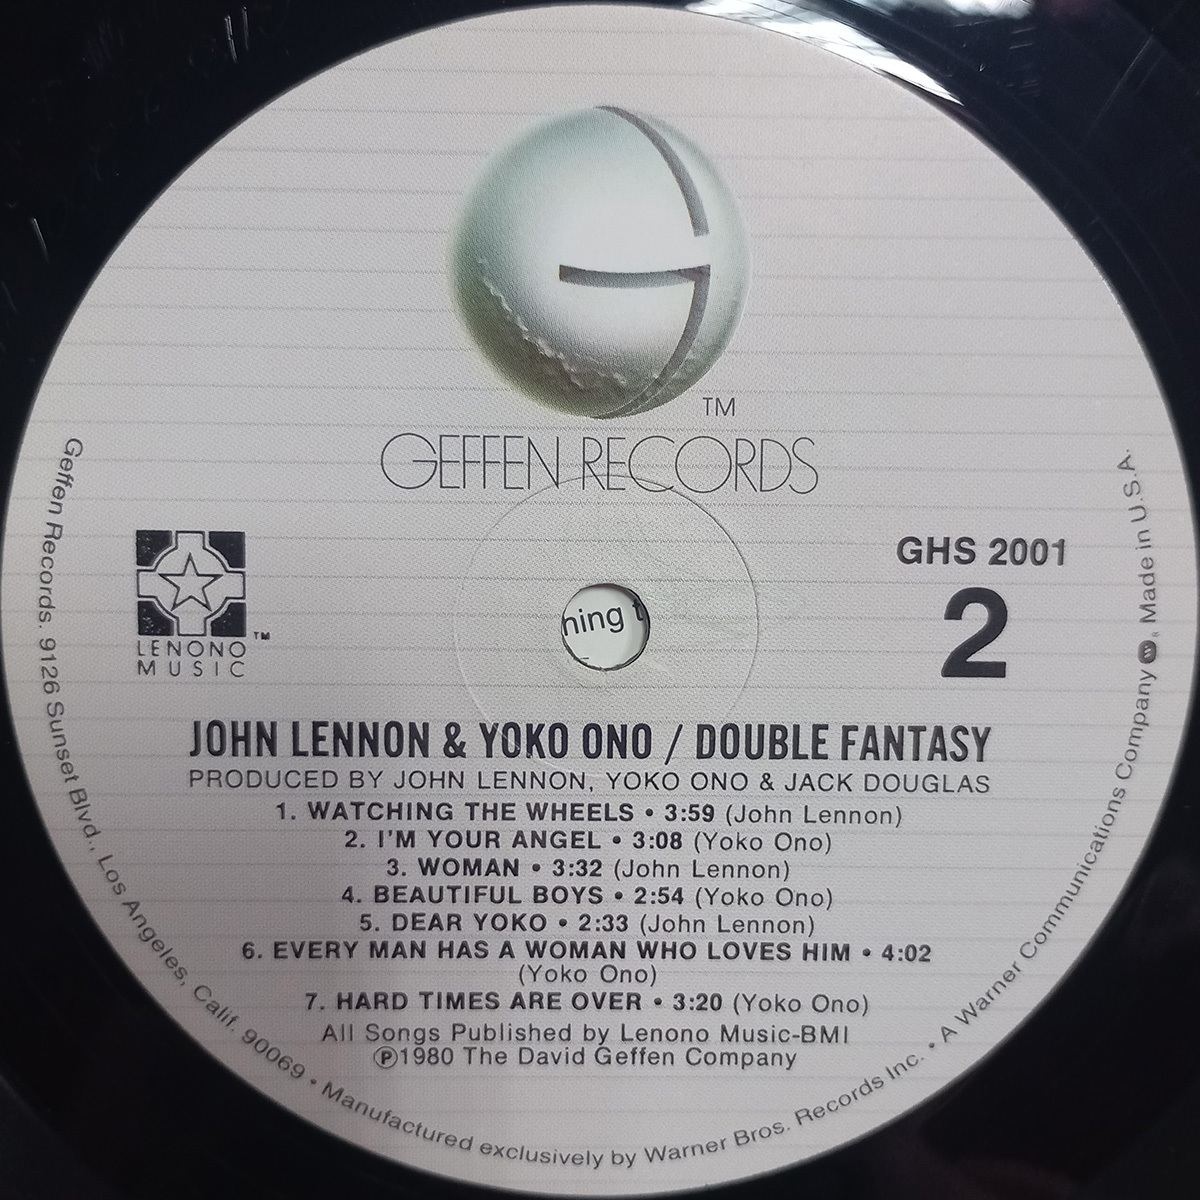 TM
GEFFEN RECORDS
GHS 2001
2
LENONO TM
MUSIC
hing t
JOHN LENNON & YOKO ONO / DOUBLE FANTASY
PRODUCED BY JOHN LENNON, YOKO ONO & JACK DOUGLAS
1. WATCHING THE WHEELS • 3:59 (John Lennon)
2. I'M YOUR ANGEL • 3:08 (Yoko Ono)
3. WOMAN • 3:32 (John Lennon)
4. BEAUTIFUL BOYS • 2:54 (Yoko Ono)
5. DEAR YOKO • 2:33 (John Lennon)
6. EVERY MAN HAS A WOMAN WHO LOVES HIM • 4:02
(Yoko Ono)
7. HARD TIMES ARE OVER • 3:20 (Yoko Ono)
All Songs Published by Lenono Music-BMI
℗1980 The David Geffen Company
Geffen Records. 9126 Sunset Blvd., Los Angeles, Calif. 90069 • Manufactured exclusively by Warner Bros. Records Inc. • A Warner Communications Company ® Made in U.S.A.